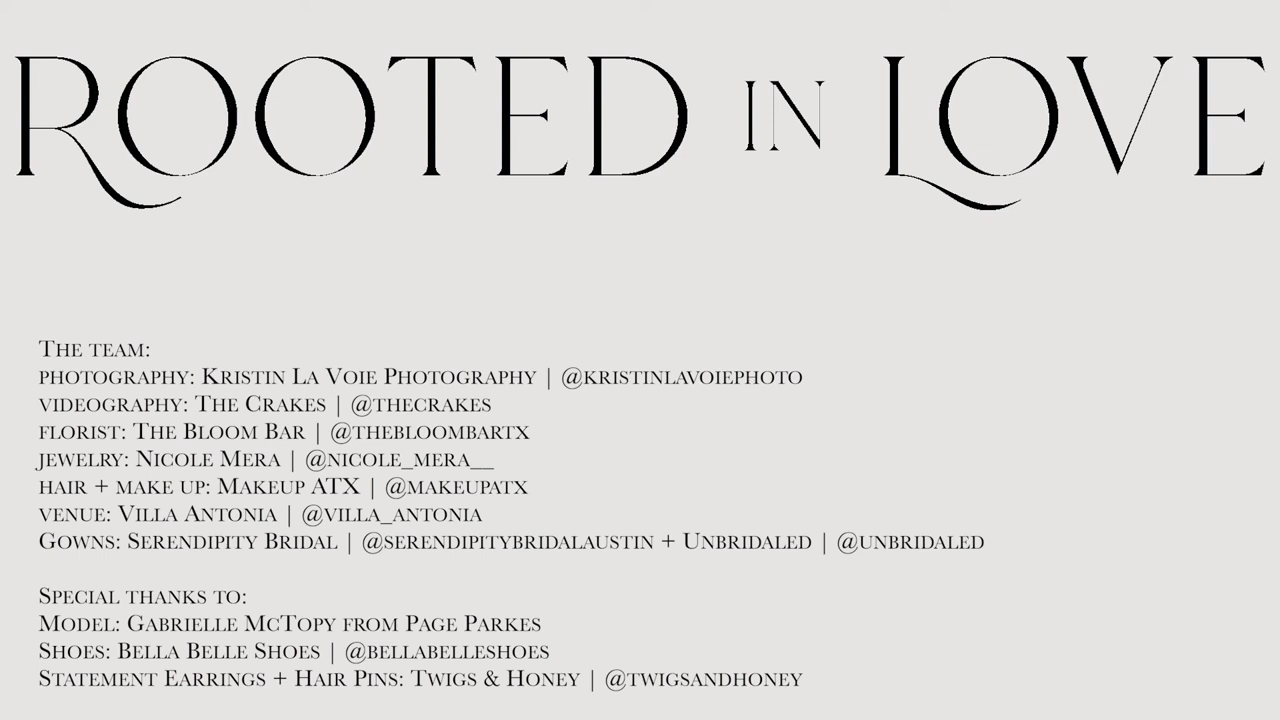 ROOTED IN LOVE
The team:
photography: Kristin La Voie Photography | @kristinlavoiephoto
videography: The Crakes | @thecrakes
florist: The Bloom Bar | @thebloombartx
jewelry: Nicole Mera | @nicole_mera__
hair + make up: Makeup ATX | @makeupatx
venue: Villa Antonia | @villa_antonia
Gowns: Serendipity Bridal | @serendipitybridalaustin + Unbridaled | @unbridaled
Special thanks to:
Model: Gabrielle McTopy from Page Parkes
Shoes: Bella Belle Shoes | @bellabelleshoes
Statement Earrings + Hair Pins: Twigs & Honey | @twigsandhoney